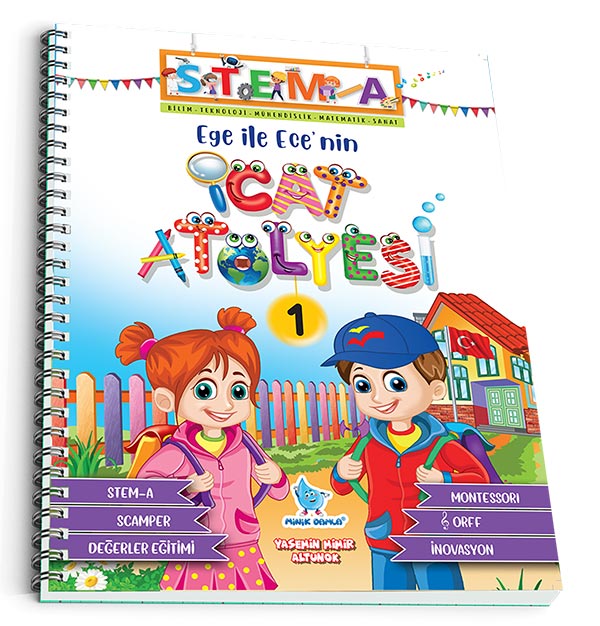 STEM-A
BİLİM - TEKNOLOJİ - MÜHENDİSLİK - MATEMATİK - SANAT
Ege ile Ece'nin
İCAT
ATÖLYESİ
1
STEM-A
SCAMPER
DEĞERLER EĞİTİMİ
MİNİK DAMLA
YASEMİN MİMİR
ALTUNOK
MONTESSORI
ORFF
İNOVASYON